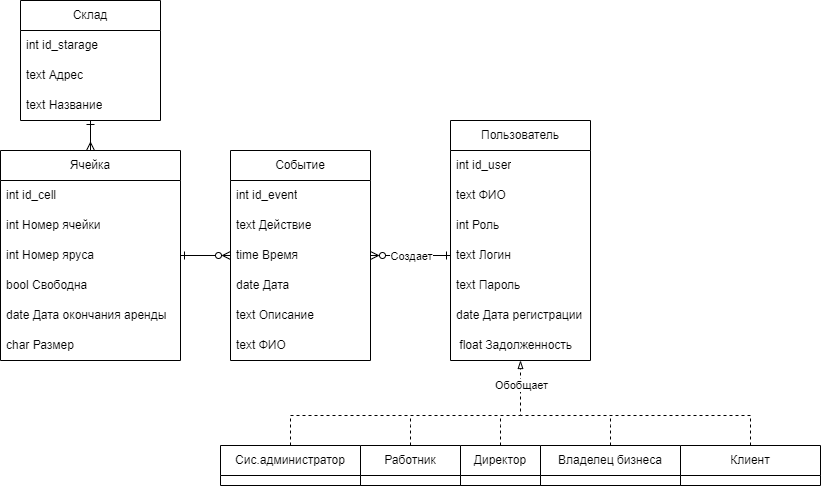 Склад
int id_starage
text Адрес
text Название
Ячейка
int id_cell
int Номер ячейки
int Номер яруса
bool Свободна
date Дата окончания аренды
char Размер
Событие
int id_event
text Действие
time Время
date Дата
text Описание
text ФИО
Создает
Пользователь
int id_user
text ФИО
int Роль
text Логин
text Пароль
date Дата регистрации
float Задолженность
Обобщает
Сис.администратор
Работник
Директор
Владелец бизнеса
Клиент